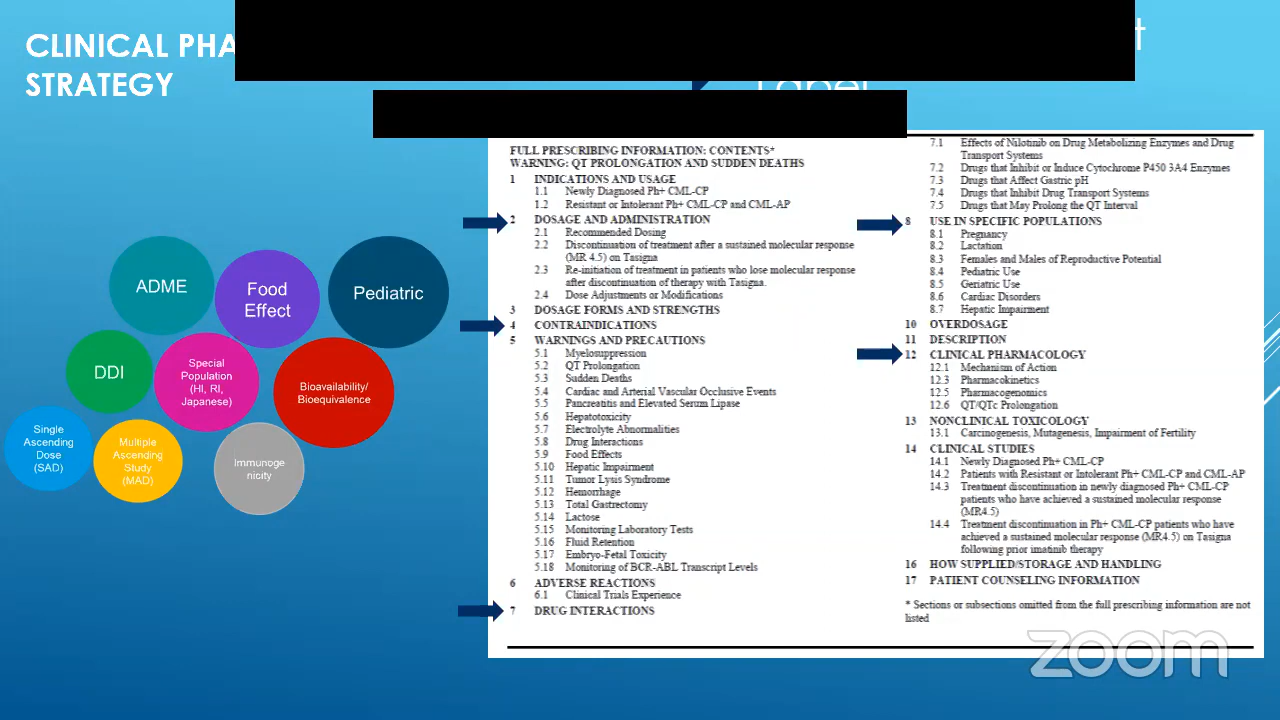 CLINICAL
STRATEGY
ADME
Food
Effect
Pediatric
DDI
Special
Population
(HI, RI,
Japanese)
Bioavailability/
Bioequivalence
Single
Ascending
Dose
(SAD)
Multiple
Ascending
Study
(MAD)
Immunoge
nicity
FULL PRESCRIBING INFORMATION: CONTENTS*
WARNING: QT PROLONGATION AND SUDDEN DEATHS
1 INDICATIONS AND USAGE
1.1 Newly Diagnosed Ph+ CML-CP
1.2 Resistant or Intolerant Ph+ CML-CP and CML-AP
2 DOSAGE AND ADMINISTRATION
2.1 Recommended Dosing
2.2 Discontinuation of treatment after a sustained molecular response
(MR 4.5) on Tasigna
2.3 Re-initiation of treatment in patients who lose molecular response
after discontinuation of therapy with Tasigna.
2.4 Dose Adjustments or Modifications
3 DOSAGE FORMS AND STRENGTHS
4 CONTRAINDICATIONS
5 WARNINGS AND PRECAUTIONS
5.1 Myelosuppression
5.2 QT Prolongation
5.3 Sudden Deaths
5.4 Cardiac and Arterial Vascular Occlusive Events
5.5 Pancreatitis and Elevated Serum Lipase
5.6 Hepatotoxicity
5.7 Electrolyte Abnormalities
5.8 Drug Interactions
5.9 Food Effects
5.10 Hepatic Impairment
5.11 Tumor Lysis Syndrome
5.12 Hemorrhage
5.13 Total Gastrectomy
5.14 Lactose
5.15 Monitoring Laboratory Tests
5.16 Fluid Retention
5.17 Embryo-Fetal Toxicity
5.18 Monitoring of BCR-ABL Transcript Levels
6 ADVERSE REACTIONS
6.1 Clinical Trials Experience
7 DRUG INTERACTIONS
7.1 Effects of Nilotinib on Drug Metabolizing Enzymes and Drug
Transport Systems
7.2 Drugs that Inhibit or Induce Cytochrome P450 3A4 Enzymes
7.3 Drugs that Affect Gastric pH
7.4 Drugs that Inhibit Drug Transport Systems
7.5 Drugs that May Prolong the QT Interval
8 USE IN SPECIFIC POPULATIONS
8.1 Pregnancy
8.2 Lactation
8.3 Females and Males of Reproductive Potential
8.4 Pediatric Use
8.5 Geriatric Use
8.6 Cardiac Disorders
8.7 Hepatic Impairment
10 OVERDOSAGE
11 DESCRIPTION
12 CLINICAL PHARMACOLOGY
12.1 Mechanism of Action
12.3 Pharmacokinetics
12.5 Pharmacogenomics
12.6 QT/QTc Prolongation
13 NONCLINICAL TOXICOLOGY
13.1 Carcinogenesis, Mutagenesis, Impairment of Fertility
14 CLINICAL STUDIES
14.1 Newly Diagnosed Ph+ CML-CP
14.2 Patients with Resistant or Intolerant Ph+ CML-CP and CML-AP
14.3 Treatment discontinuation in newly diagnosed Ph+ CML-CP
patients who have achieved a sustained molecular response
(MR4.5)
14.4 Treatment discontinuation in Ph+ CML-CP patients who have
achieved a sustained molecular response (MR4.5) on Tasigna
following prior imatinib therapy
16 HOW SUPPLIED/STORAGE AND HANDLING
17 PATIENT COUNSELING INFORMATION
* Sections or subsections omitted from the full prescribing information are not
listed
zoom